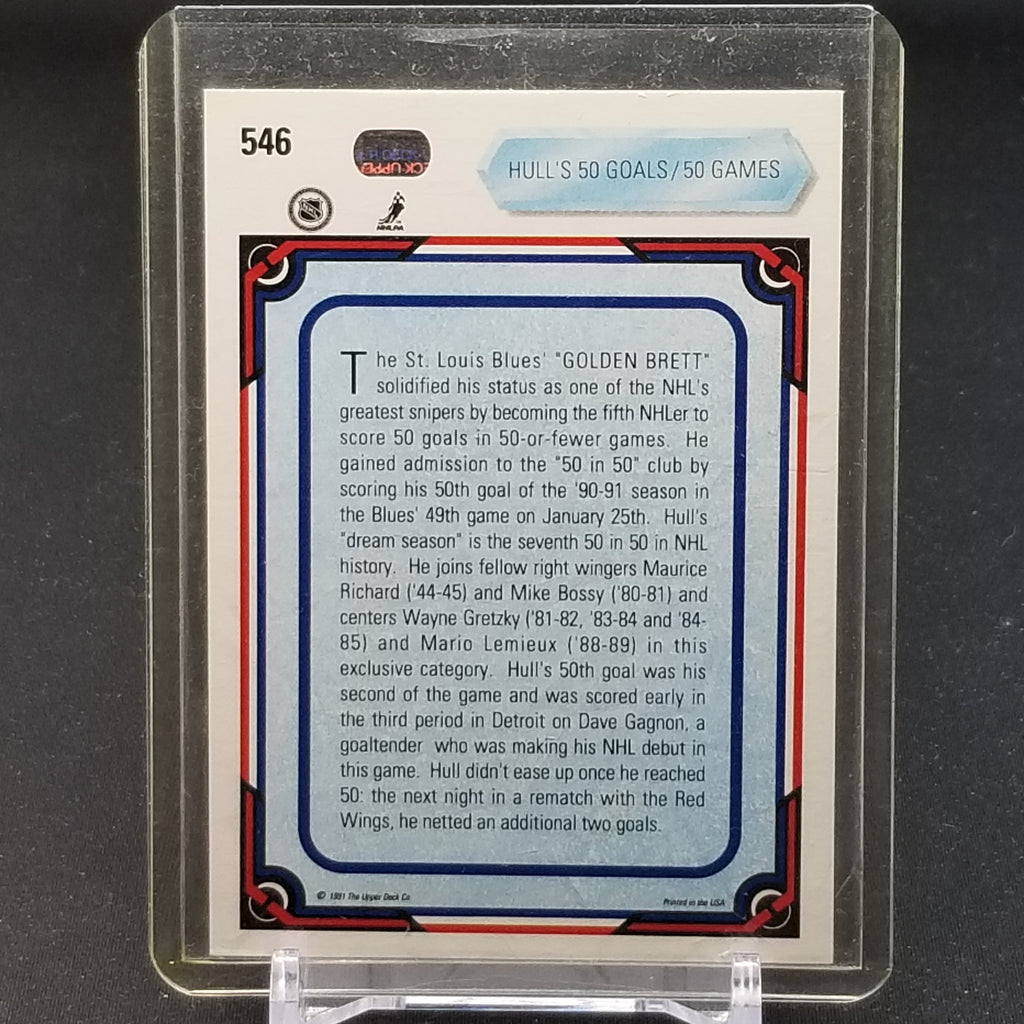 546
HULL'S 50 GOALS/50 GAMES
NHLPA
The St. Louis Blues' "GOLDEN BRETT"
solidified his status as one of the NHL's
greatest snipers by becoming the fifth NHLer to
score 50 goals in 50-or-fewer games. He
gained admission to the "50 in 50" club by
scoring his 50th goal of the '90-91 season in
the Blues' 49th game on January 25th. Hull's
"dream season" is the seventh 50 in 50 in NHL
history. He joins fellow right wingers Maurice
Richard ('44-45) and Mike Bossy ('80-81) and
centers Wayne Gretzky ('81-82, '83-84 and '84-
85) and Mario Lemieux ('88-89) in this
exclusive category. Hull's 50th goal was his
second of the game and was scored early in
the third period in Detroit on Dave Gagnon, a
goaltender who was making his NHL debut in
this game. Hull didn't ease up once he reached
50: the next night in a rematch with the Red
Wings, he netted an additional two goals.
© 1991 The Upper Deck Co
Printed in the USA